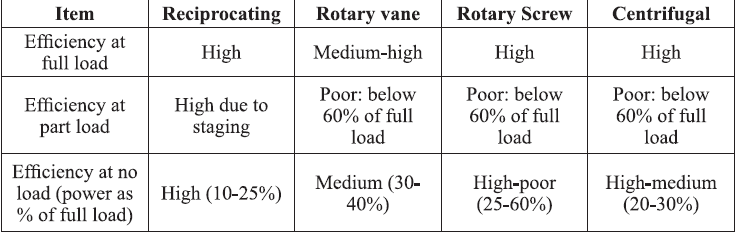 Item Reciprocating Rotary vane Rotary Screw Centrifugal
Efficiency at
full load
High
Medium-high
High
High
Efficiency at
part load
High due to
staging
Poor: below
60% of full
load
Poor: below
60% of full
load
Poor: below
60% of full
load
Efficiency at no
load (power as
% of full load)
High (10-25%)
Medium (30-
40%)
High-poor
(25-60%)
High-medium
(20-30%)